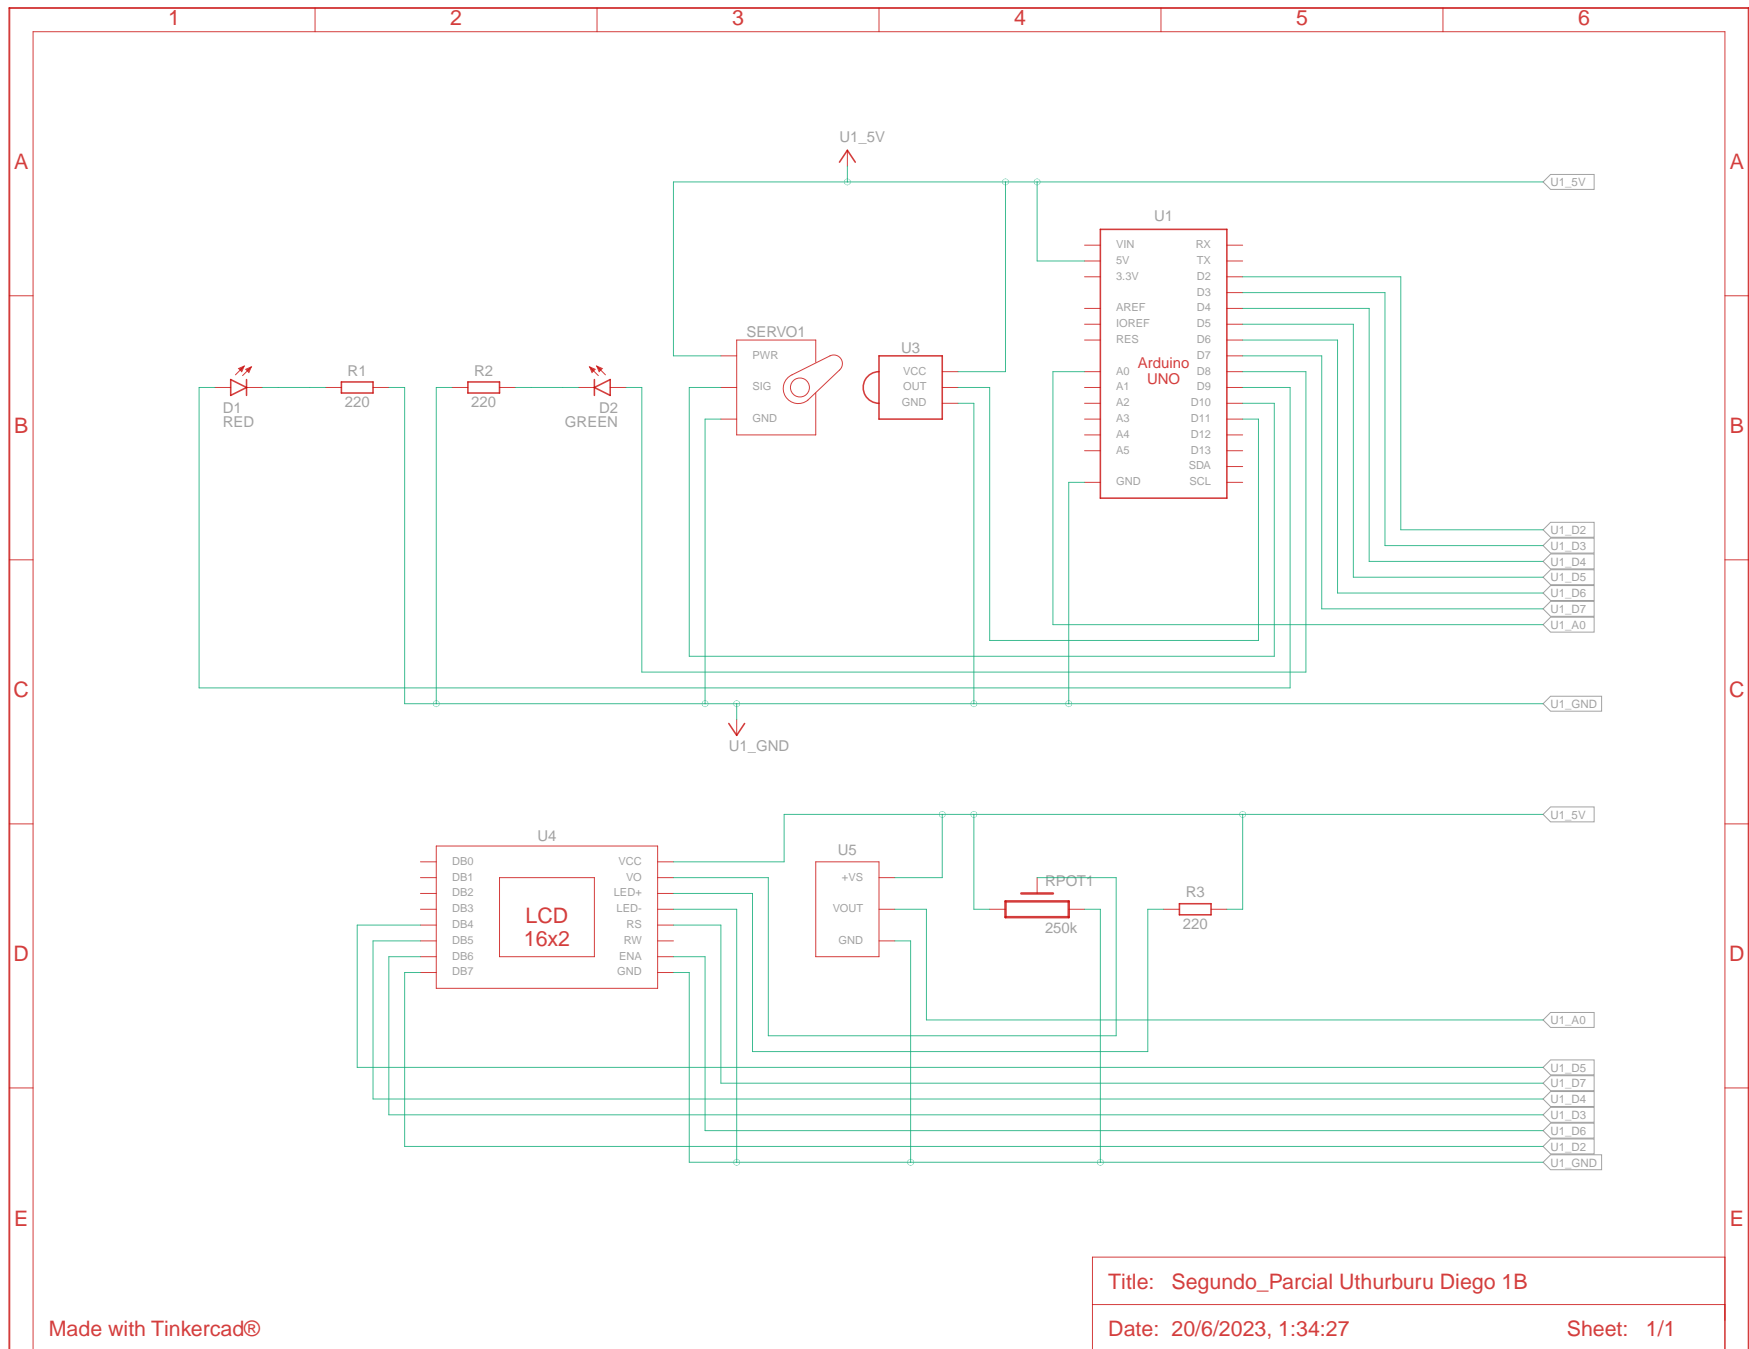 1 2 3 4 5 6
A A
U1_5V
U1_5V
U1
VIN RX
5V TX
3.3V D2
D3
AREF D4
IOREF D5
RES D6
D7
Arduino
UNO
A0 D8
A1 D9
A2 D10
A3 D11
A4 D12
A5 D13
SDA
GND SCL
SERVO1
PWR
SIG
GND
U3
VCC
OUT
GND
R1
220
R2
220
D1
RED
D2
GREEN
B B
U1_D2
U1_D3
U1_D4
U1_D5
U1_D6
U1_D7
U1_A0
C C
U1_GND
U1_GND
U1_5V
U4
DB0 VCC
DB1 VO
DB2 LED+
DB3 LED-
DB4 RS
DB5 RW
DB6 ENA
DB7 GND
LCD
16x2
U5
+VS
VOUT
GND
RPOT1
250k
R3
220
D D
U1_A0
U1_D5
U1_D7
U1_D4
U1_D3
U1_D6
U1_D2
U1_GND
E E
Title: Segundo_Parcial Uthurburu Diego 1B
Made with Tinkercad®
Date: 20/6/2023, 1:34:27 Sheet: 1/1